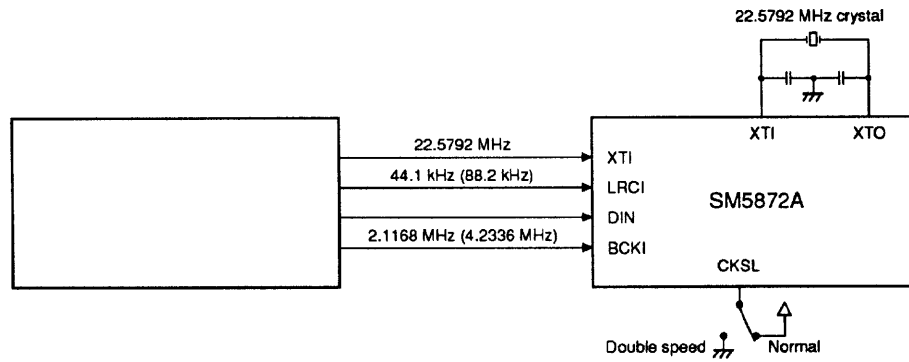 22.5792 MHz crystal
XTI XTO
22.5792 MHz
XTI
44.1 kHz (88.2 kHz)
LRCI
SM5872A
DIN
2.1168 MHz (4.2336 MHz)
BCKI
CKSL
Double speed Normal